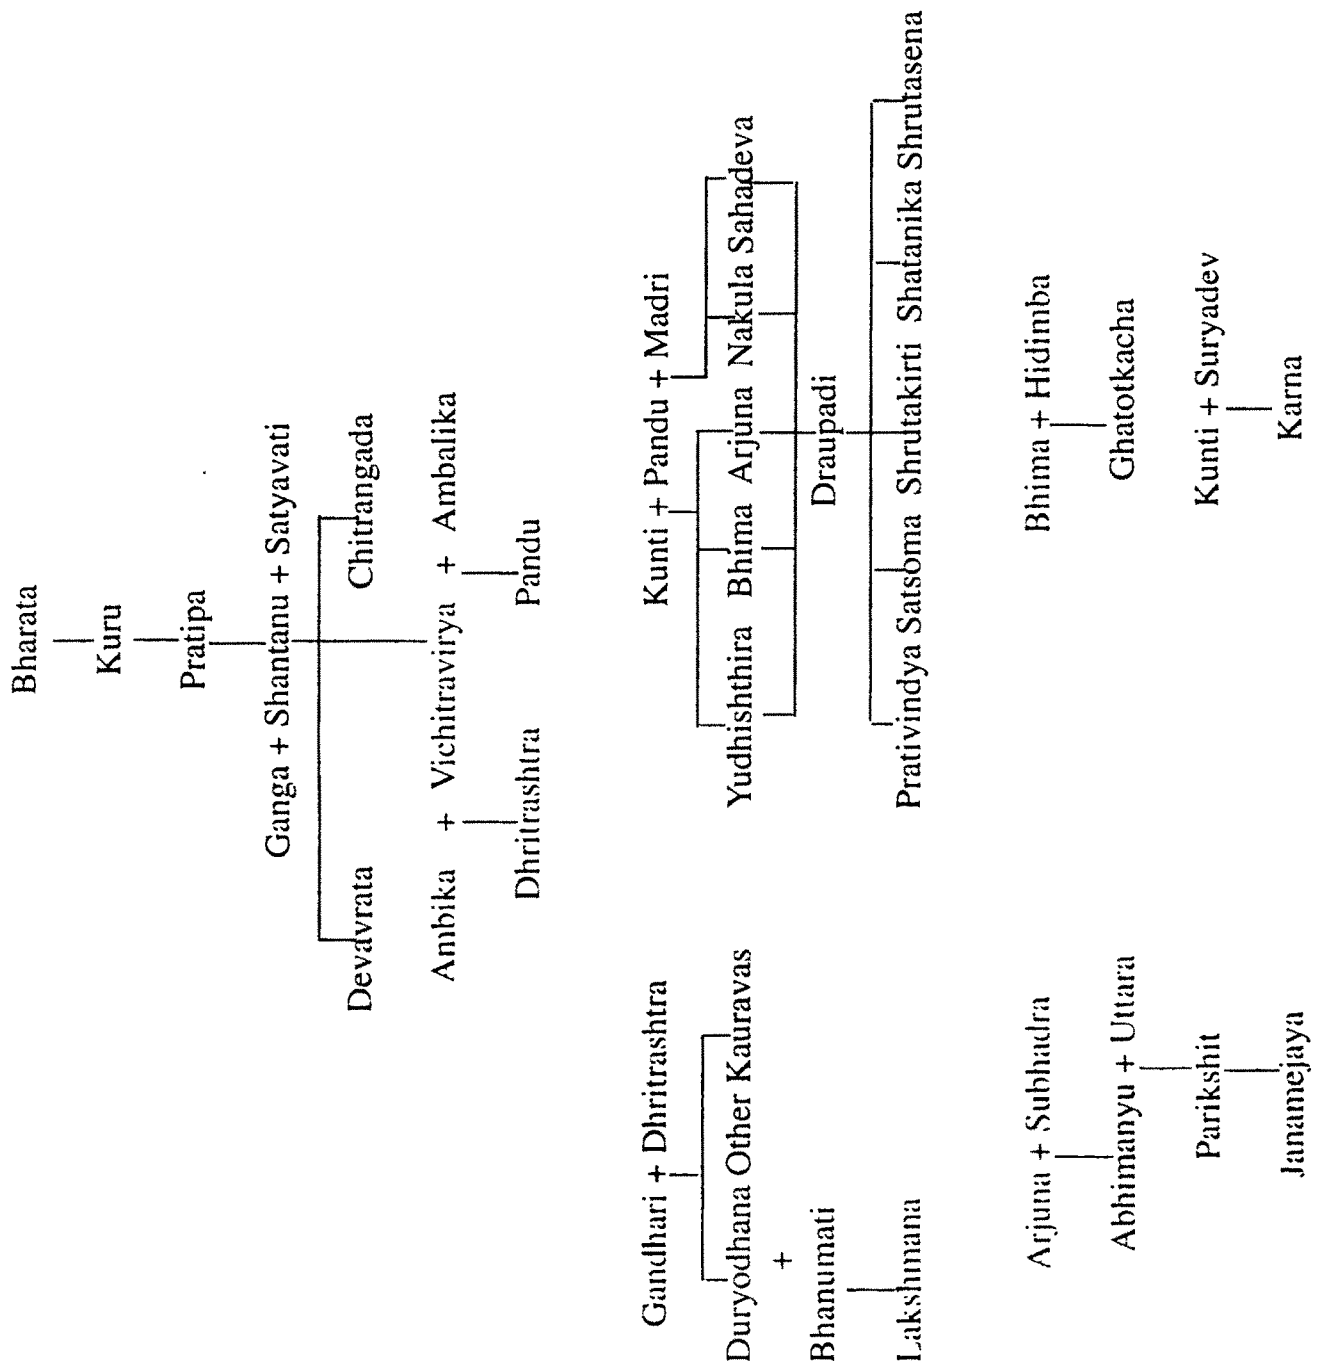 Bharata
Kuru
Pratipa
Ganga + Shantanu + Satyavati
Devavrata Chitrangada
Ambika + Vichitravirya + Ambalika
Dhritrashtra Pandu
Gandhari + Dhritrashtra Kunti + Pandu + Madri
Duryodhana Other Kauravas Yudhishthira Bhima Arjuna Nakula Sahadeva
+
Bhanumati Draupadi
Lakshmana Prativindya Satsoma Shrutakirti Shatanika Shrutasena
Arjuna + Subhadra Bhima + Hidimba
Abhimanyu + Uttara Ghatotkacha
Parikshit Kunti + Suryadev
Janamejaya Karna